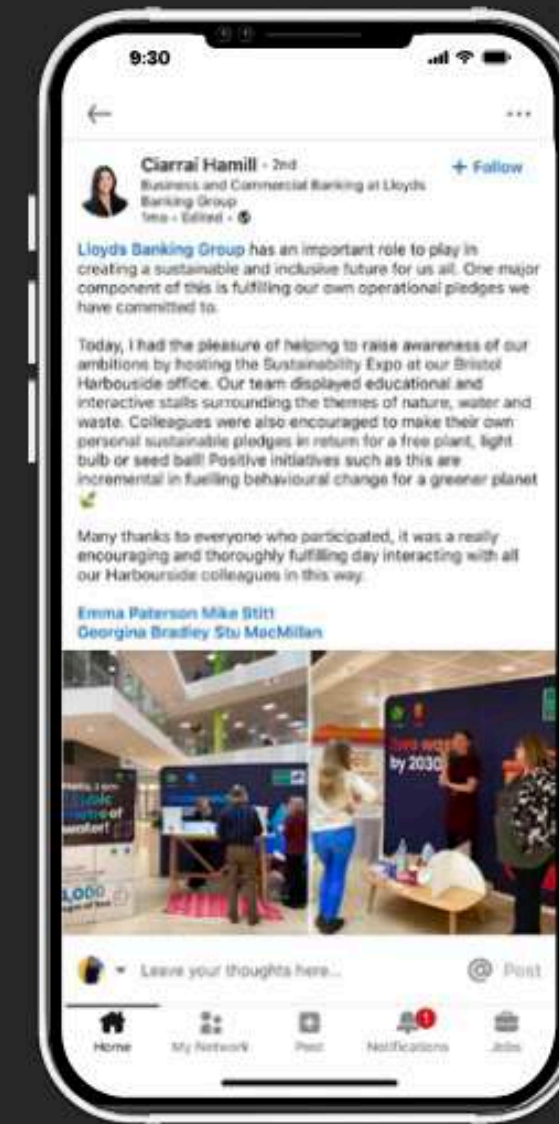 9:30
Ciarrai Hamill • 2nd
+ Follow
Business and Commercial Banking at Lloyds
Banking Group
1mo • Edited •
Lloyds Banking Group has an important role to play in
creating a sustainable and inclusive future for us all. One major
component of this is fulfilling our own operational pledges we
have committed to.
Today, I had the pleasure of helping to raise awareness of our
ambitions by hosting the Sustainability Expo at our Bristol
Harbouside office. Our team displayed educational and
interactive stalls surrounding the themes of nature, water and
waste. Colleagues were also encouraged to make their own
personal sustainable pledges in return for a free plant, light
bulb or seed ball! Positive initiatives such as this are
incremental in fuelling behavioural change for a greener planet
Many thanks to everyone who participated, it was a really
encouraging and thoroughly fulfilling day interacting with all
our Harbourside colleagues in this way.
Emma Paterson Mike Stitt
Georgina Bradley Stu MacMillan
of
water!
,000
waste
by 2030
Leave your thoughts here...
@ Post
1
Home
My Network
Post
Notifications
Jobs